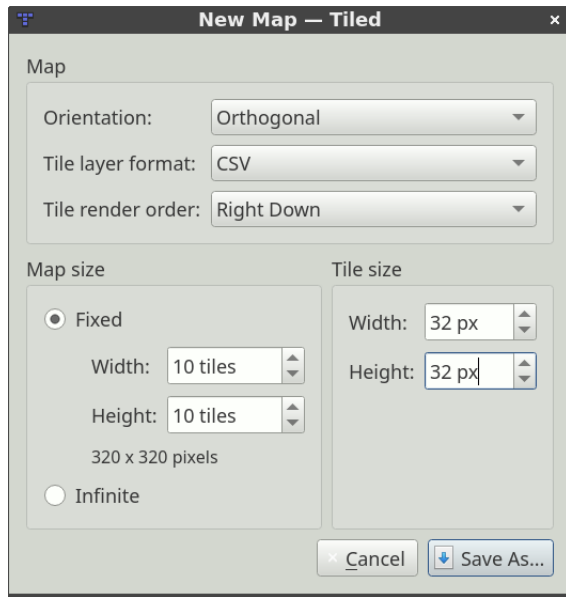 New Map — Tiled
Map
Orientation: Orthogonal
Tile layer format: CSV
Tile render order: Right Down
Map size
Fixed
Width: 10 tiles
Height: 10 tiles
320 x 320 pixels
Infinite
Tile size
Width: 32 px
Height: 32 px
Cancel Save As...